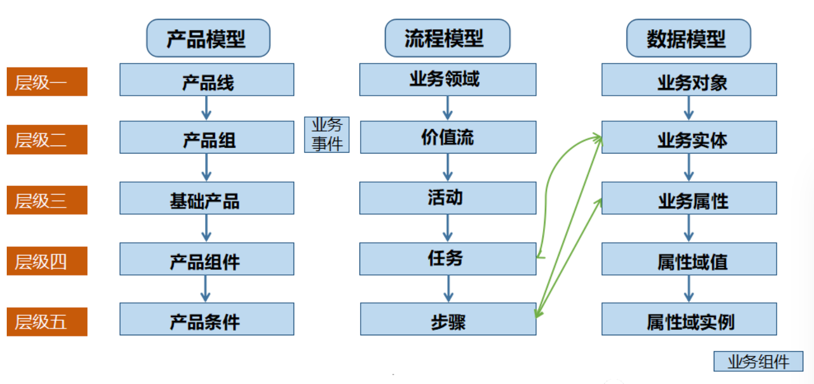 产品模型 流程模型 数据模型
层级一 产品线 业务领域 业务对象
层级二 产品组 业务
事件 价值流 业务实体
层级三 基础产品 活动 业务属性
层级四 产品组件 任务 属性域值
层级五 产品条件 步骤 属性域实例
业务组件